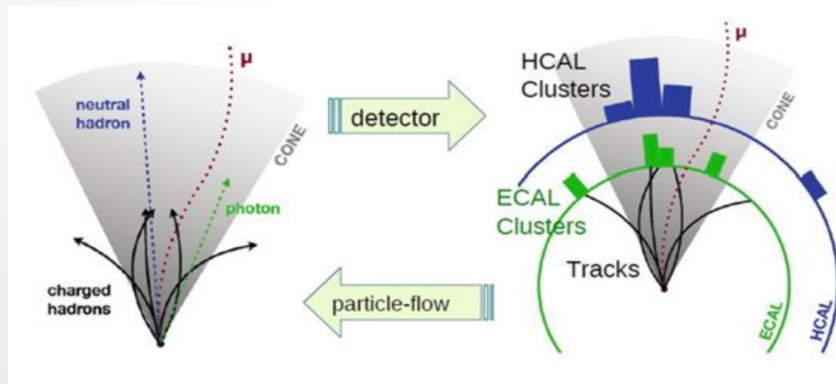 μ
neutral
hadron
CONE
photon
charged
hadrons
detector
particle-flow
μ
HCAL
Clusters
CONE
ECAL
Clusters
Tracks
ECAL
HCAL